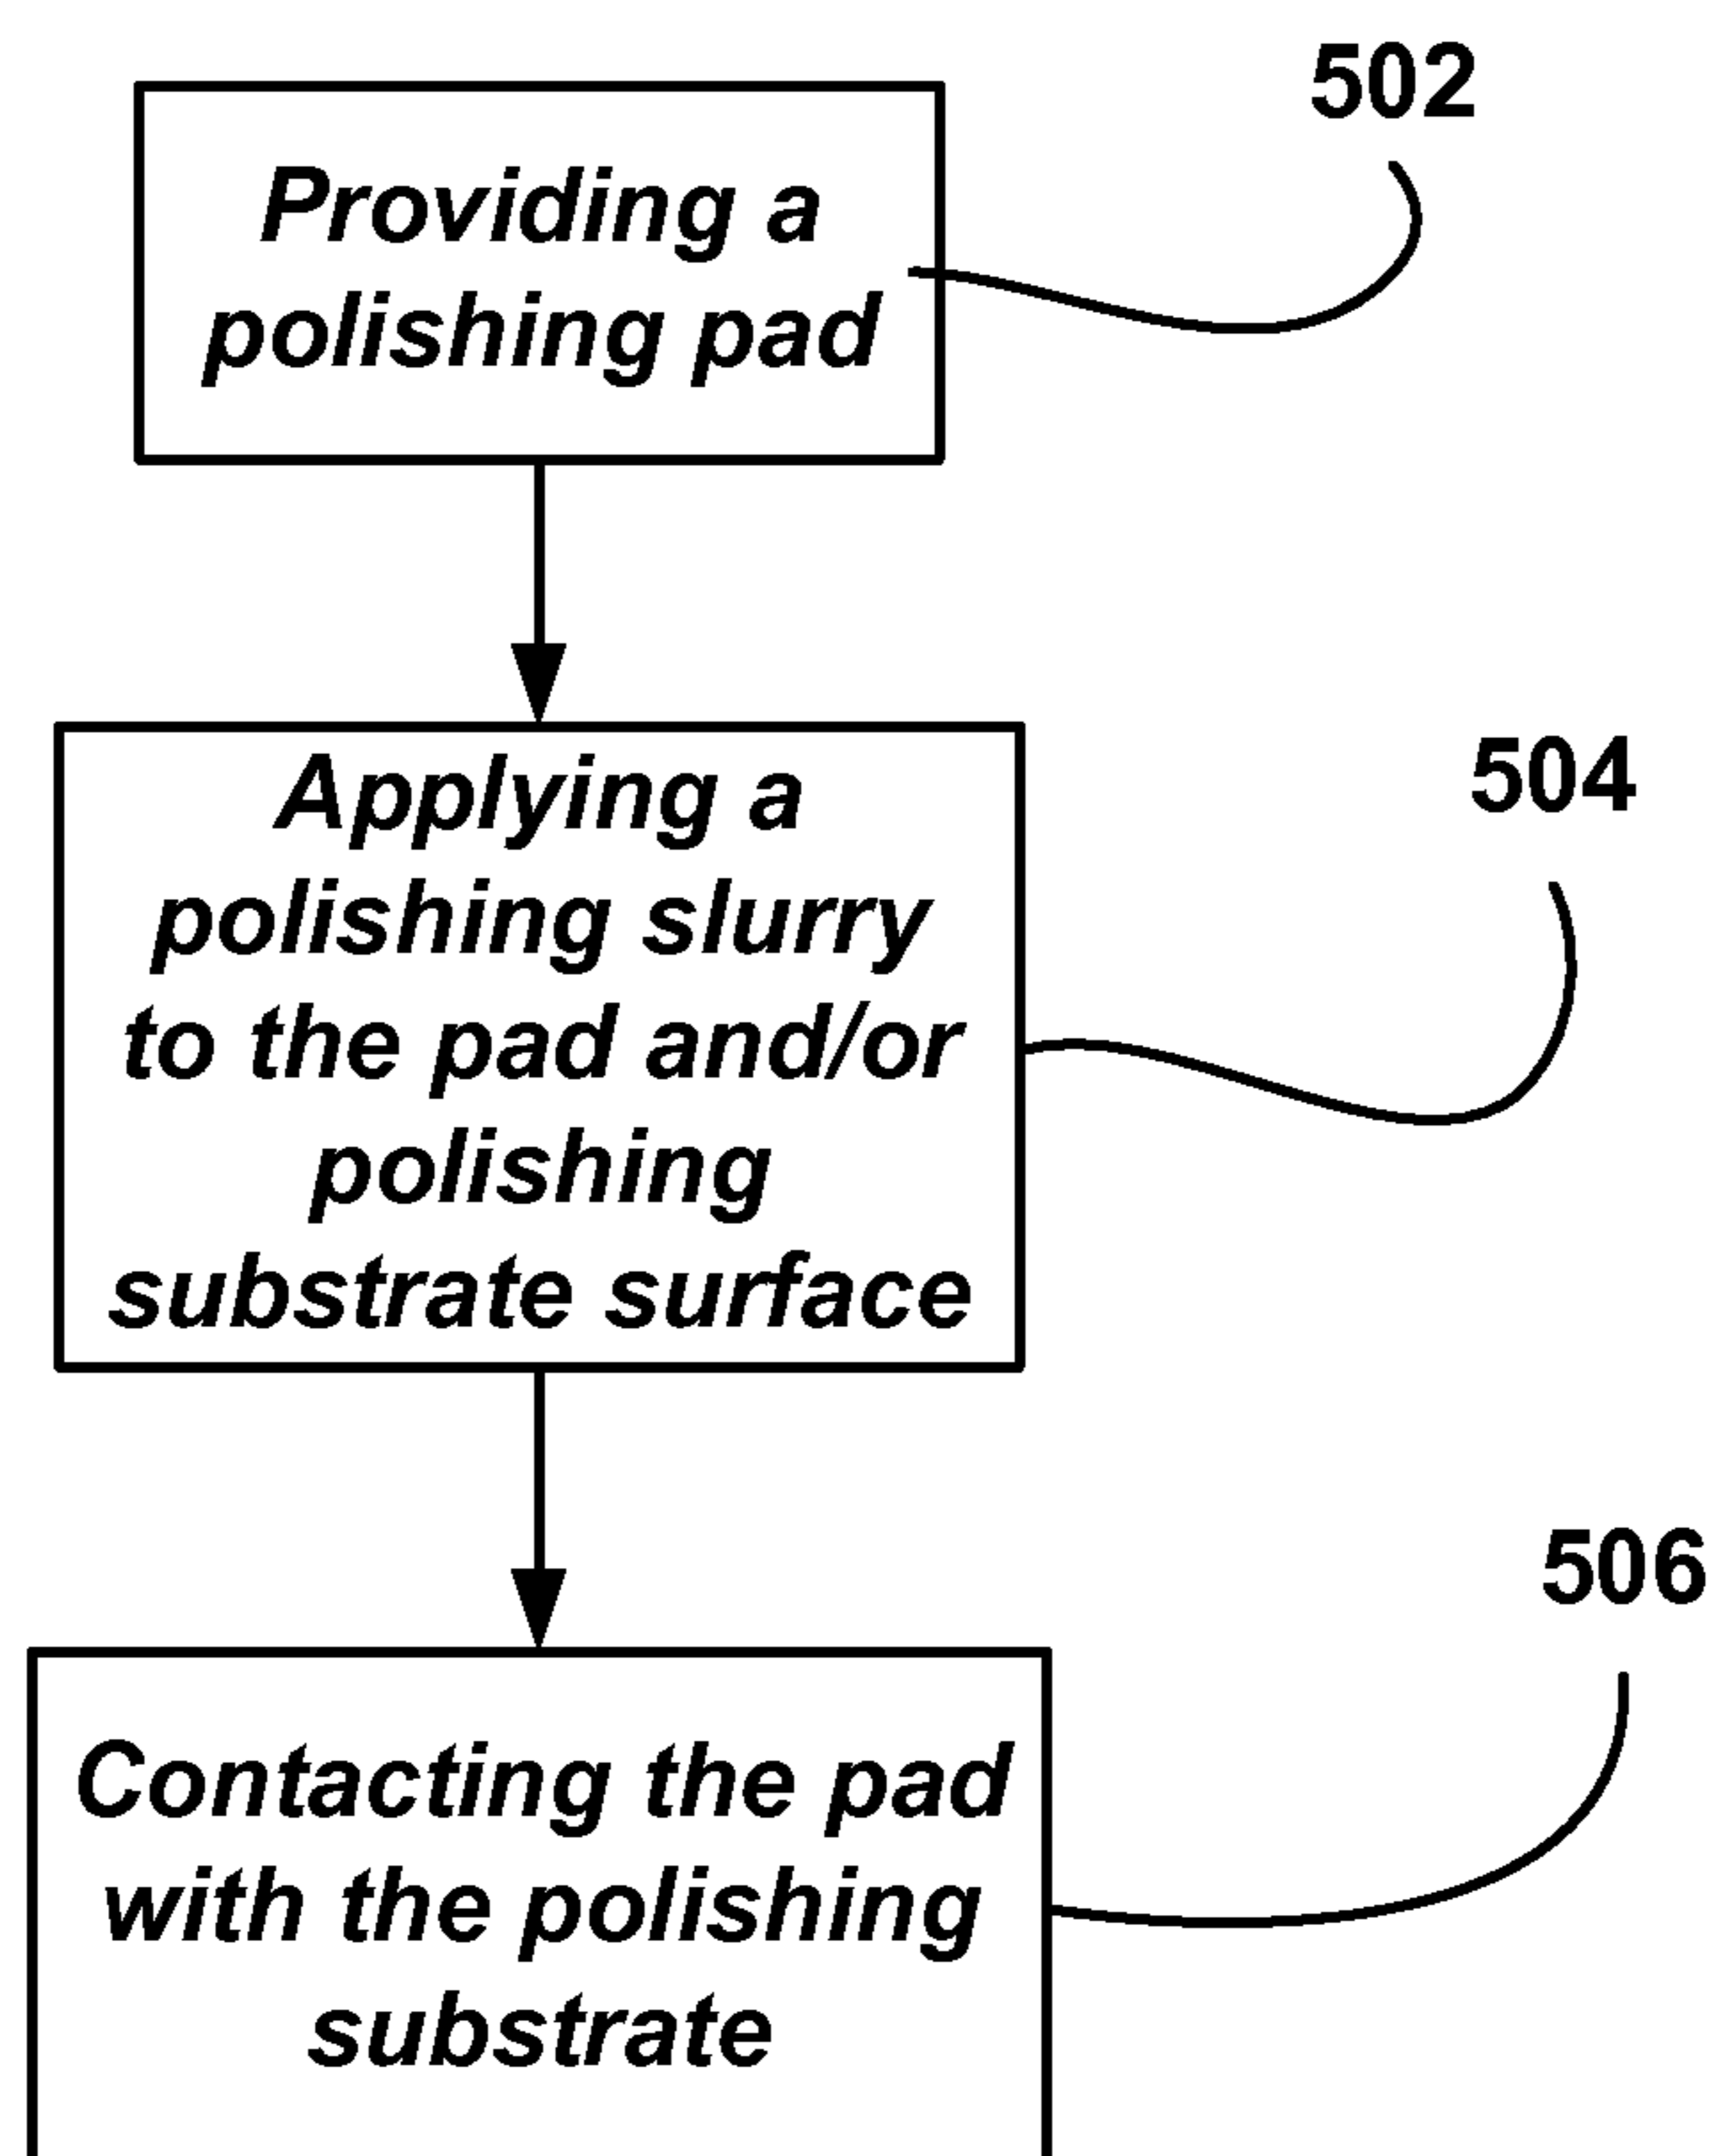 502
Providing a
polishing pad
504
Applying a
polishing slurry
to the pad and/or
polishing
substrate surface
506
Contacting the pad
with the polishing
substrate